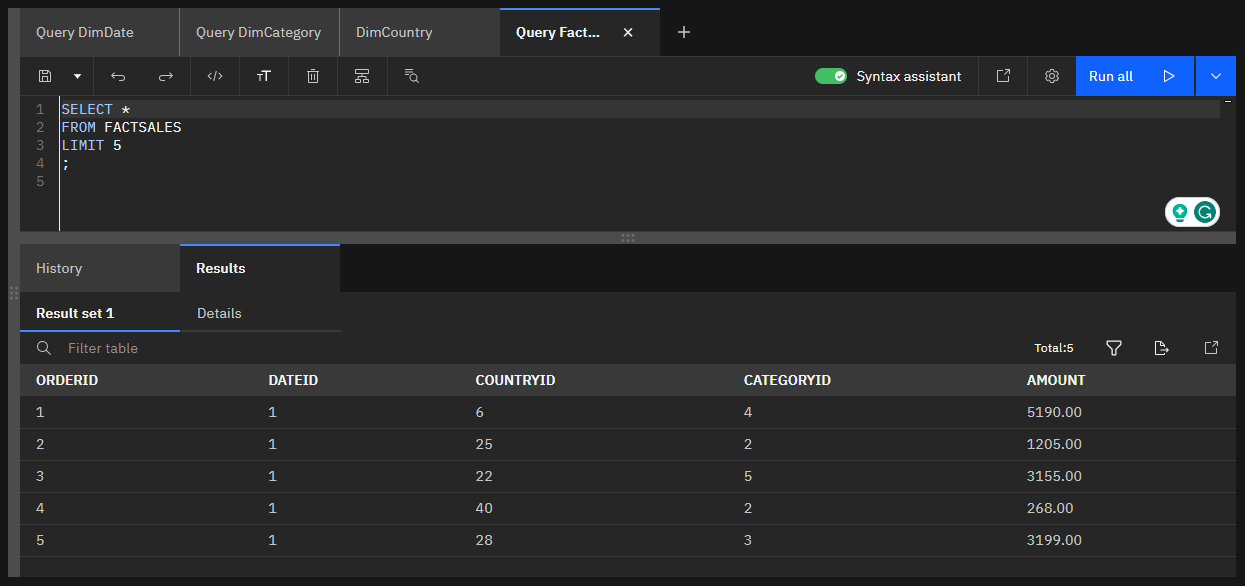 Query DimDate
Query DimCategory
DimCountry
Query Fact...
Syntax assistant
Run all
1 SELECT *
2 FROM FACTSALES
3 LIMIT 5
4 ;
5
History
Results
Result set 1
Details
Filter table
Total:5
ORDERID DATEID COUNTRYID CATEGORYID AMOUNT
1 1 6 4 5190.00
2 1 25 2 1205.00
3 1 22 5 3155.00
4 1 40 2 268.00
5 1 28 3 3199.00